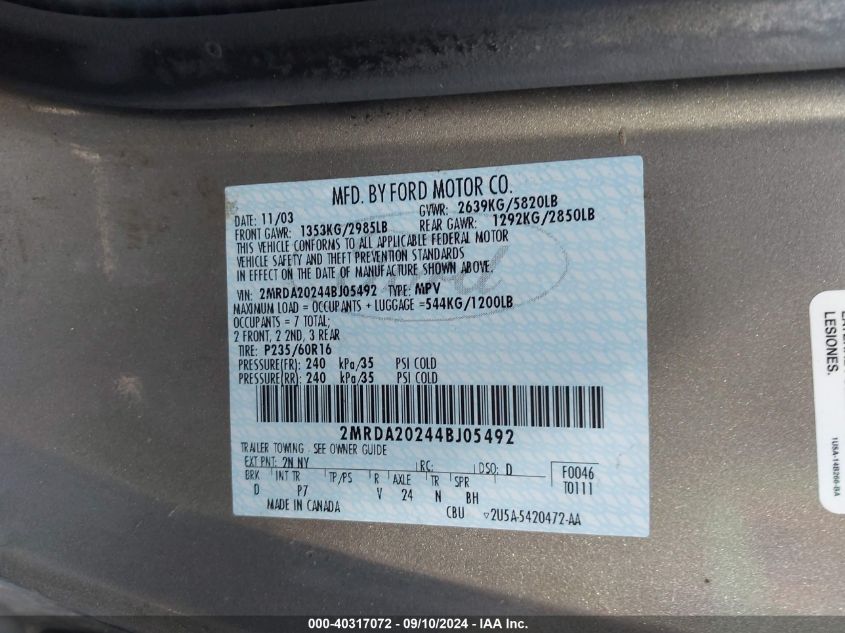 MFD. BY FORD MOTOR CO.
DATE: 11/03 GVWR: 2639KG/5820LB
FRONT GAWR: 1353KG/2985LB REAR GAWR: 1292KG/2850LB
THIS VEHICLE CONFORMS TO ALL APPLICABLE FEDERAL MOTOR
VEHICLE SAFETY AND THEFT PREVENTION STANDARDS
IN EFFECT ON THE DATE OF MANUFACTURE SHOWN ABOVE.
VIN: 2MRDA20244BJ05492 TYPE: MPV
MAXIMUM LOAD = OCCUPANTS + LUGGAGE =544KG/1200LB
OCCUPANTS = 7 TOTAL;
2 FRONT, 2 2ND, 3 REAR
TIRE: P235/60R16
PRESSURE(FR): 240 kPa/35 PSI COLD
PRESSURE(RR): 240 kPa/35 PSI COLD
2MRDA20244BJ05492
TRAILER TOWING - SEE OWNER GUIDE
EXT PNT: 2N NY RC: DSO: D F0046
BRK INT TR TP/PS R AXLE TR SPR T0111
D P7 V 24 N BH
MADE IN CANADA CBU ▽2U5A-5420472-AA
LESIONES.
1U5A-14B266-BA
000-40317072 - 09/10/2024 - IAA Inc.